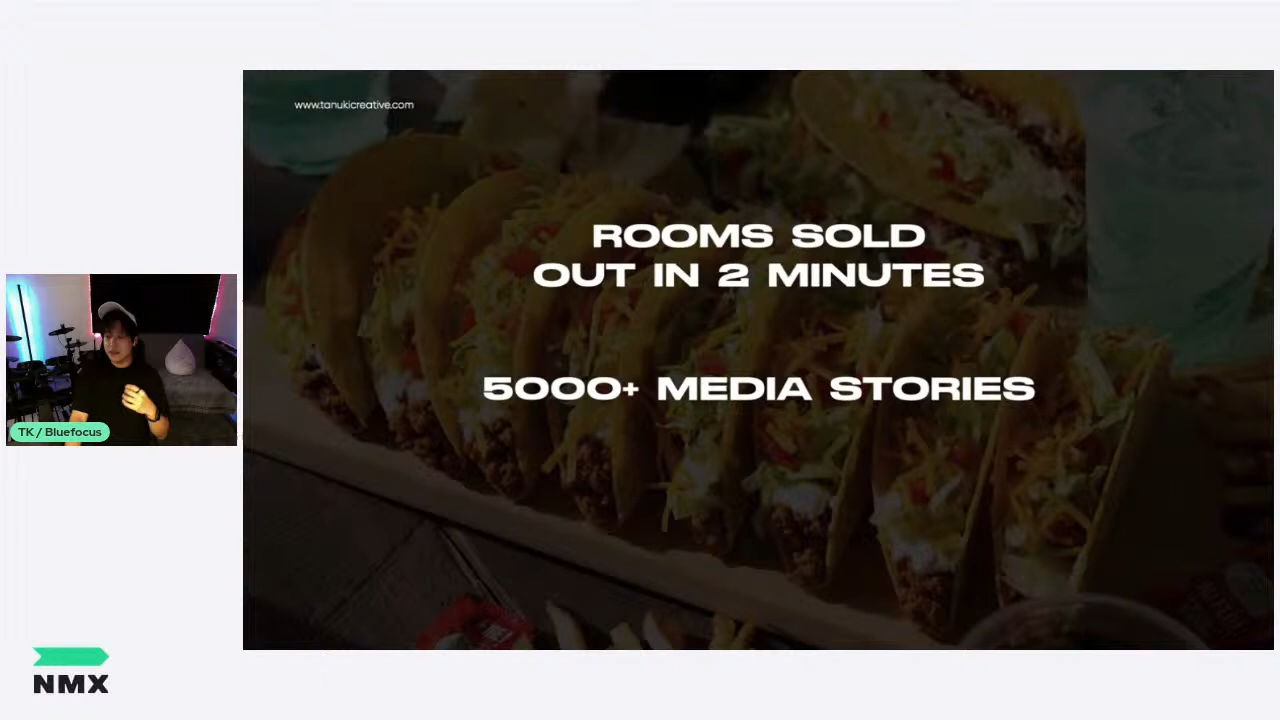 www.tanukicreative.com
ROOMS SOLD
OUT IN 2 MINUTES
5000+ MEDIA STORIES
TK / Bluefocus
NMX